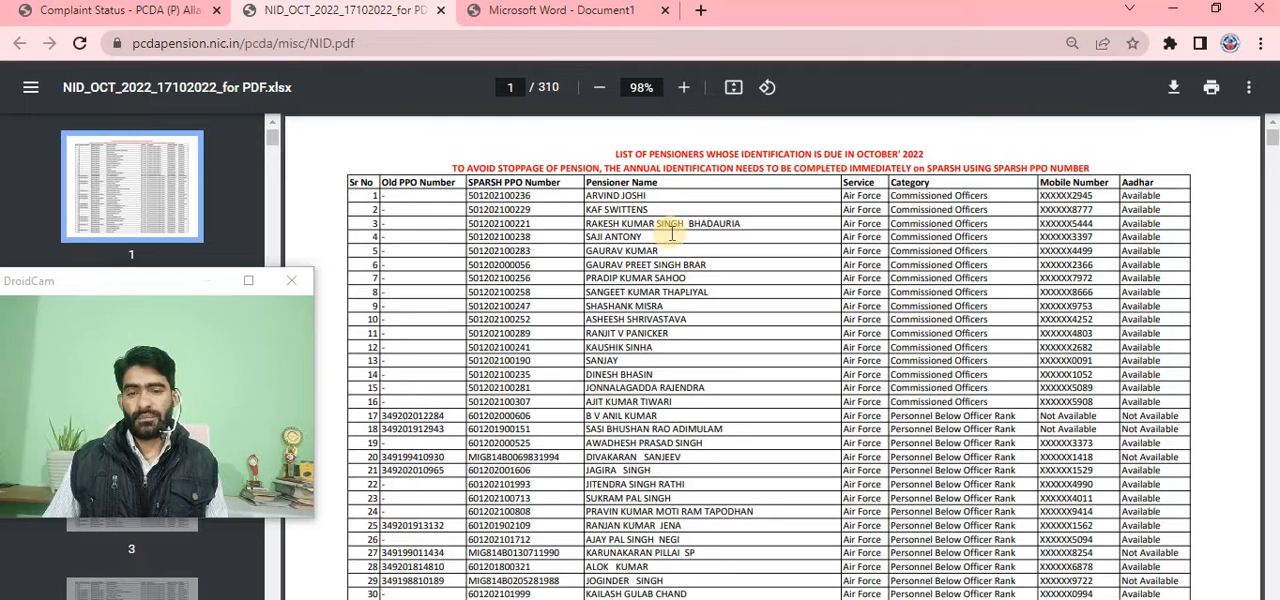 Complaint Status - PCDA (P) Alla
NID_OCT_2022_17102022_for PD
Microsoft Word - Document1
pcdapension.nic.in/pcda/misc/NID.pdf
NID_OCT_2022_17102022_for PDF.xlsx
1 / 310
98%
LIST OF PENSIONERS WHOSE IDENTIFICATION IS DUE IN OCTOBER' 2022
TO AVOID STOPPAGE OF PENSION, THE ANNUAL IDENTIFICATION NEEDS TO BE COMPLETED IMMEDIATELY on SPARSH USING SPARSH PPO NUMBER
Sr No Old PPO Number SPARSH PPO Number Pensioner Name Service Category Mobile Number Aadhar
1 - 501202100236 ARVIND JOSHI Air Force Commissioned Officers XXXXXX2945 Available
2 - 501202100229 KAF SWITTENS Air Force Commissioned Officers XXXXXX8777 Available
3 - 501202100221 RAKESH KUMAR SINGH BHADAURIA Air Force Commissioned Officers XXXXXX5444 Available
4 - 501202100238 SAJI ANTONY Air Force Commissioned Officers XXXXXX3397 Available
5 - 501202100283 GAURAV KUMAR Air Force Commissioned Officers XXXXXX4499 Available
6 - 501202000056 GAURAV PREET SINGH BRAR Air Force Commissioned Officers XXXXXX2366 Available
7 - 501202100256 PRADIP KUMAR SAHOO Air Force Commissioned Officers XXXXXX7972 Available
8 - 501202100258 SANGEET KUMAR THAPLIYAL Air Force Commissioned Officers XXXXXX8666 Available
9 - 501202100247 SHASHANK MISRA Air Force Commissioned Officers XXXXXX9753 Available
10 - 501202100252 ASHEESH SHRIVASTAVA Air Force Commissioned Officers XXXXXX4252 Available
11 - 501202100289 RANJIT V PANICKER Air Force Commissioned Officers XXXXXX4803 Available
12 - 501202100241 KAUSHIK SINHA Air Force Commissioned Officers XXXXXX2682 Available
13 - 501202100190 SANJAY Air Force Commissioned Officers XXXXXX0091 Available
14 - 501202100235 DINESH BHASIN Air Force Commissioned Officers XXXXXX1052 Available
15 - 501202100281 JONNALAGADDA RAJENDRA Air Force Commissioned Officers XXXXXX5089 Available
16 - 501202100307 AJIT KUMAR TIWARI Air Force Commissioned Officers XXXXXX5908 Available
17 349202012284 601202000606 B V ANIL KUMAR Air Force Personnel Below Officer Rank Not Available Not Available
18 349201912943 601201900151 SASI BHUSHAN RAO ADIMULAM Air Force Personnel Below Officer Rank Not Available Not Available
19 - 601202000525 AWADHESH PRASAD SINGH Air Force Personnel Below Officer Rank XXXXXX3373 Available
20 349199410930 MIG814B0069831994 DIVAKARAN SANJEEV Air Force Personnel Below Officer Rank XXXXXX1418 Not Available
21 349202010965 601202001606 JAGIRA SINGH Air Force Personnel Below Officer Rank XXXXXX1529 Available
22 - 601202101993 JITENDRA SINGH RATHI Air Force Personnel Below Officer Rank XXXXXX4990 Available
23 - 601202100713 SUKRAM PAL SINGH Air Force Personnel Below Officer Rank XXXXXX4011 Available
24 - 601202100808 PRAVIN KUMAR MOTI RAM TAPODHAN Air Force Personnel Below Officer Rank XXXXXX9414 Available
25 349201913132 601201902109 RANJAN KUMAR JENA Air Force Personnel Below Officer Rank XXXXXX1562 Available
26 - 601202101712 AJAY PAL SINGH NEGI Air Force Personnel Below Officer Rank XXXXXX5094 Available
27 349199011434 MIG814B0130711990 KARUNAKARAN PILLAI SP Air Force Personnel Below Officer Rank XXXXXX8254 Not Available
28 349201814810 601201800321 ALOK KUMAR Air Force Personnel Below Officer Rank XXXXXX6878 Available
29 349198810189 MIG814B0205281988 JOGINDER SINGH Air Force Personnel Below Officer Rank XXXXXX9722 Not Available
30 - 601202101999 KAILASH GULAB CHAND Air Force Personnel Below Officer Rank XXXXXX0994 Available
1
DroidCam
3